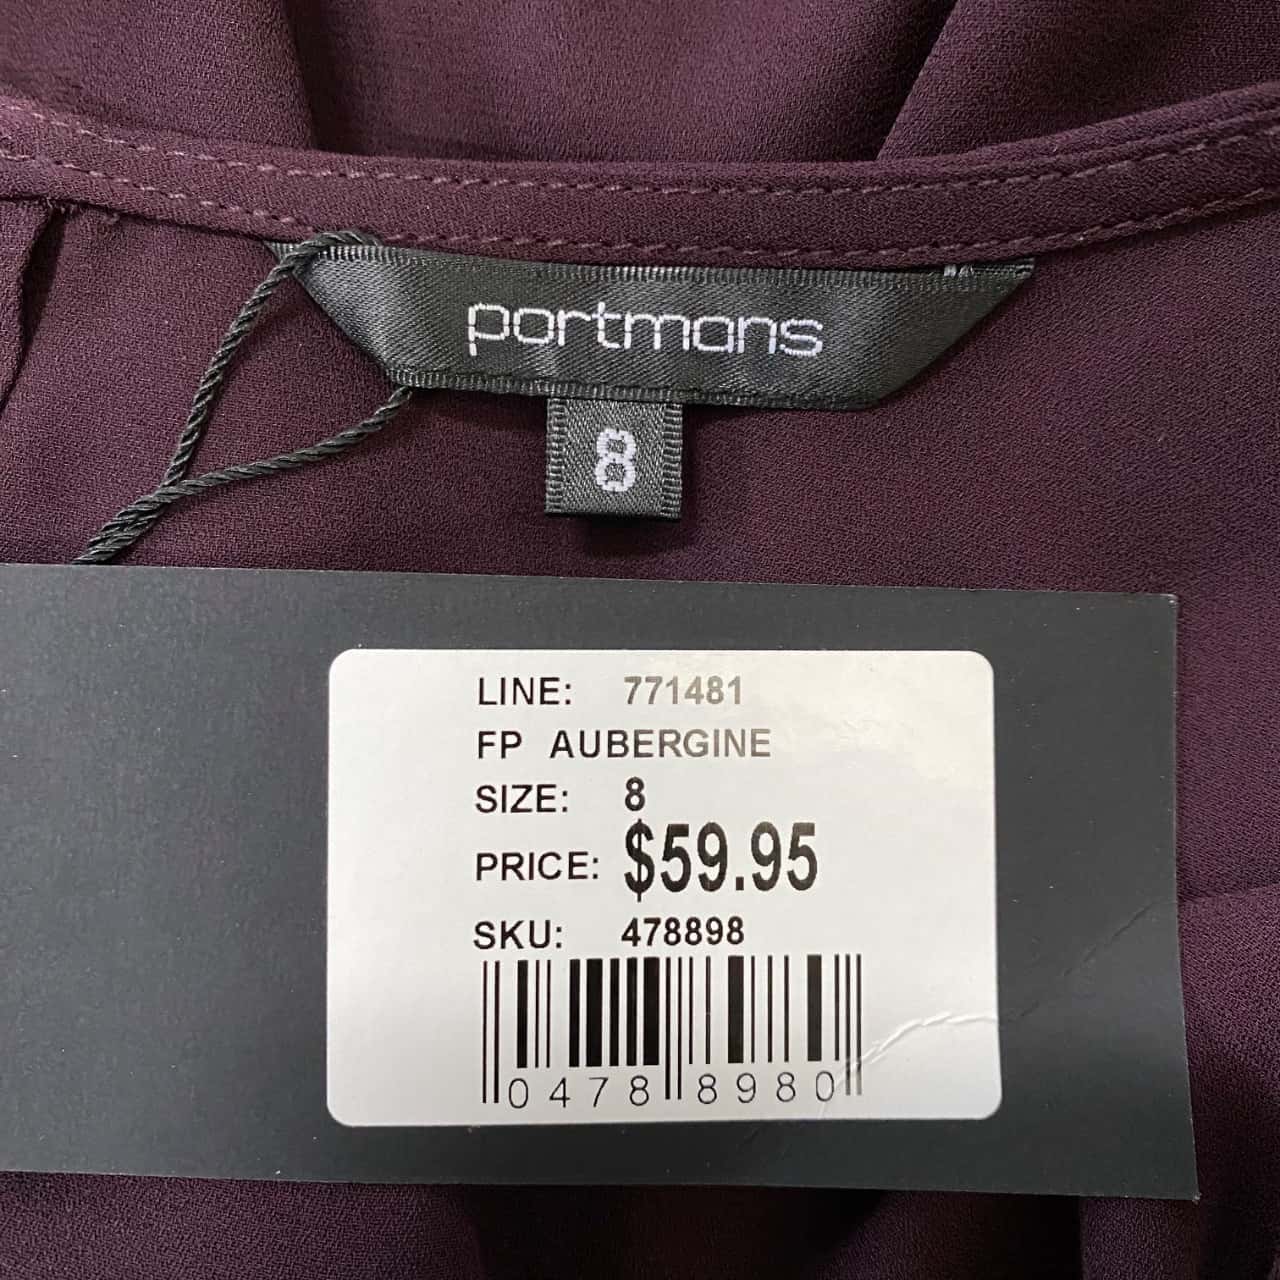 portmans
8
LINE: 771481
FP AUBERGINE
SIZE: 8
PRICE: $59.95
SKU: 478898
0478 8980